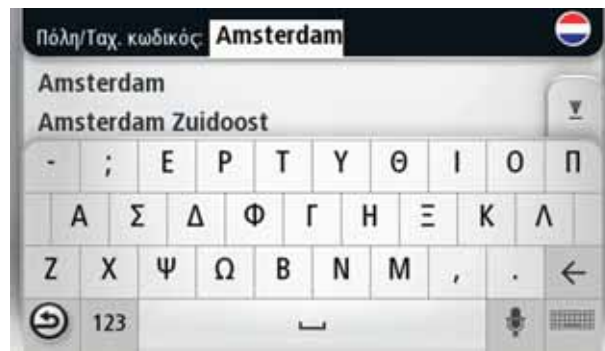 Πόλη/Ταχ. κωδικός: Amsterdam
Amsterdam
Amsterdam Zuidoost
- ; Ε Ρ Τ Υ Θ Ι Ο Π
Α Σ Δ Φ Γ Η Ξ Κ Λ
Ζ Χ Ψ Ω Β Ν Μ , .
123